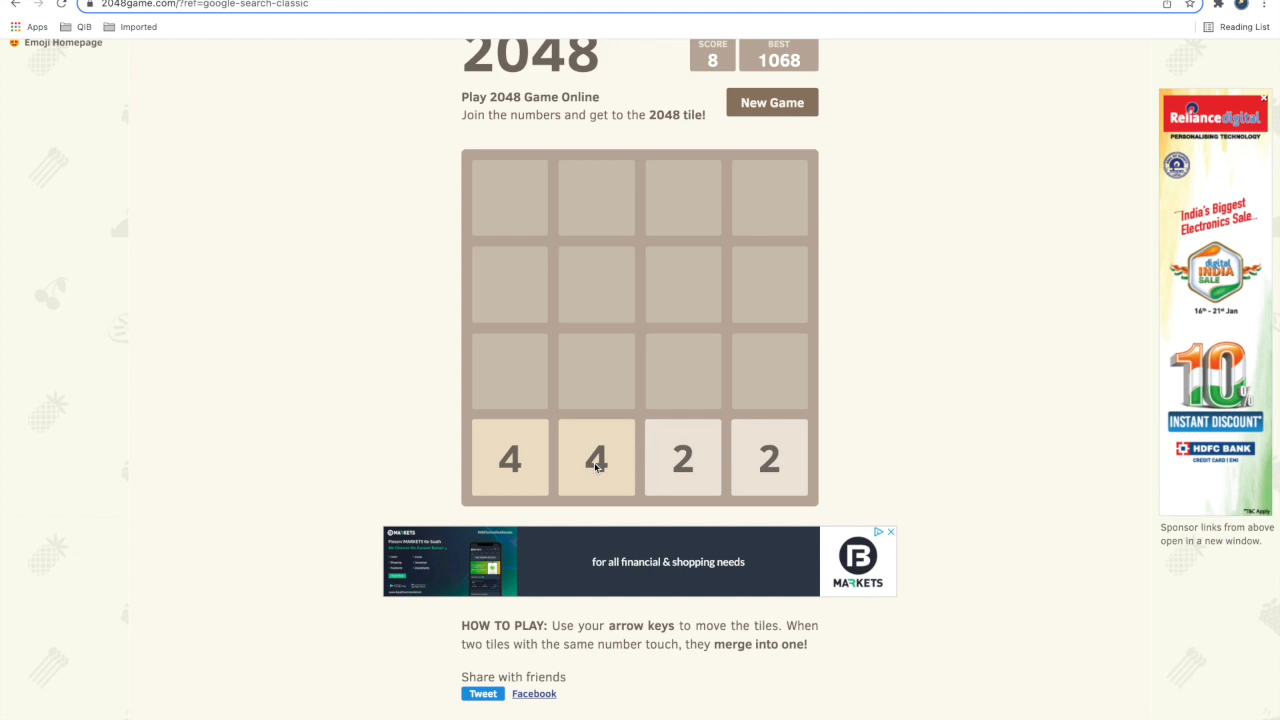 2048game.com/?ref=google-search-classic
Apps QIB Imported Reading List
Emoji Homepage
2048
SCORE
8
BEST
1068
Play 2048 Game Online
Join the numbers and get to the 2048 tile!
New Game
4 4 2 2
Reliance digital
PERSONALISING TECHNOLOGY
India's Biggest
Electronics Sale
digital
INDIA
SALE
16th - 21st Jan
10%
INSTANT DISCOUNT*
HDFC BANK
CREDIT CARD | EMI
*T&C Apply
Sponsor links from above
open in a new window.
MARKETS
for all financial & shopping needs
MARKETS
HOW TO PLAY: Use your arrow keys to move the tiles. When
two tiles with the same number touch, they merge into one!
Share with friends
Tweet Facebook